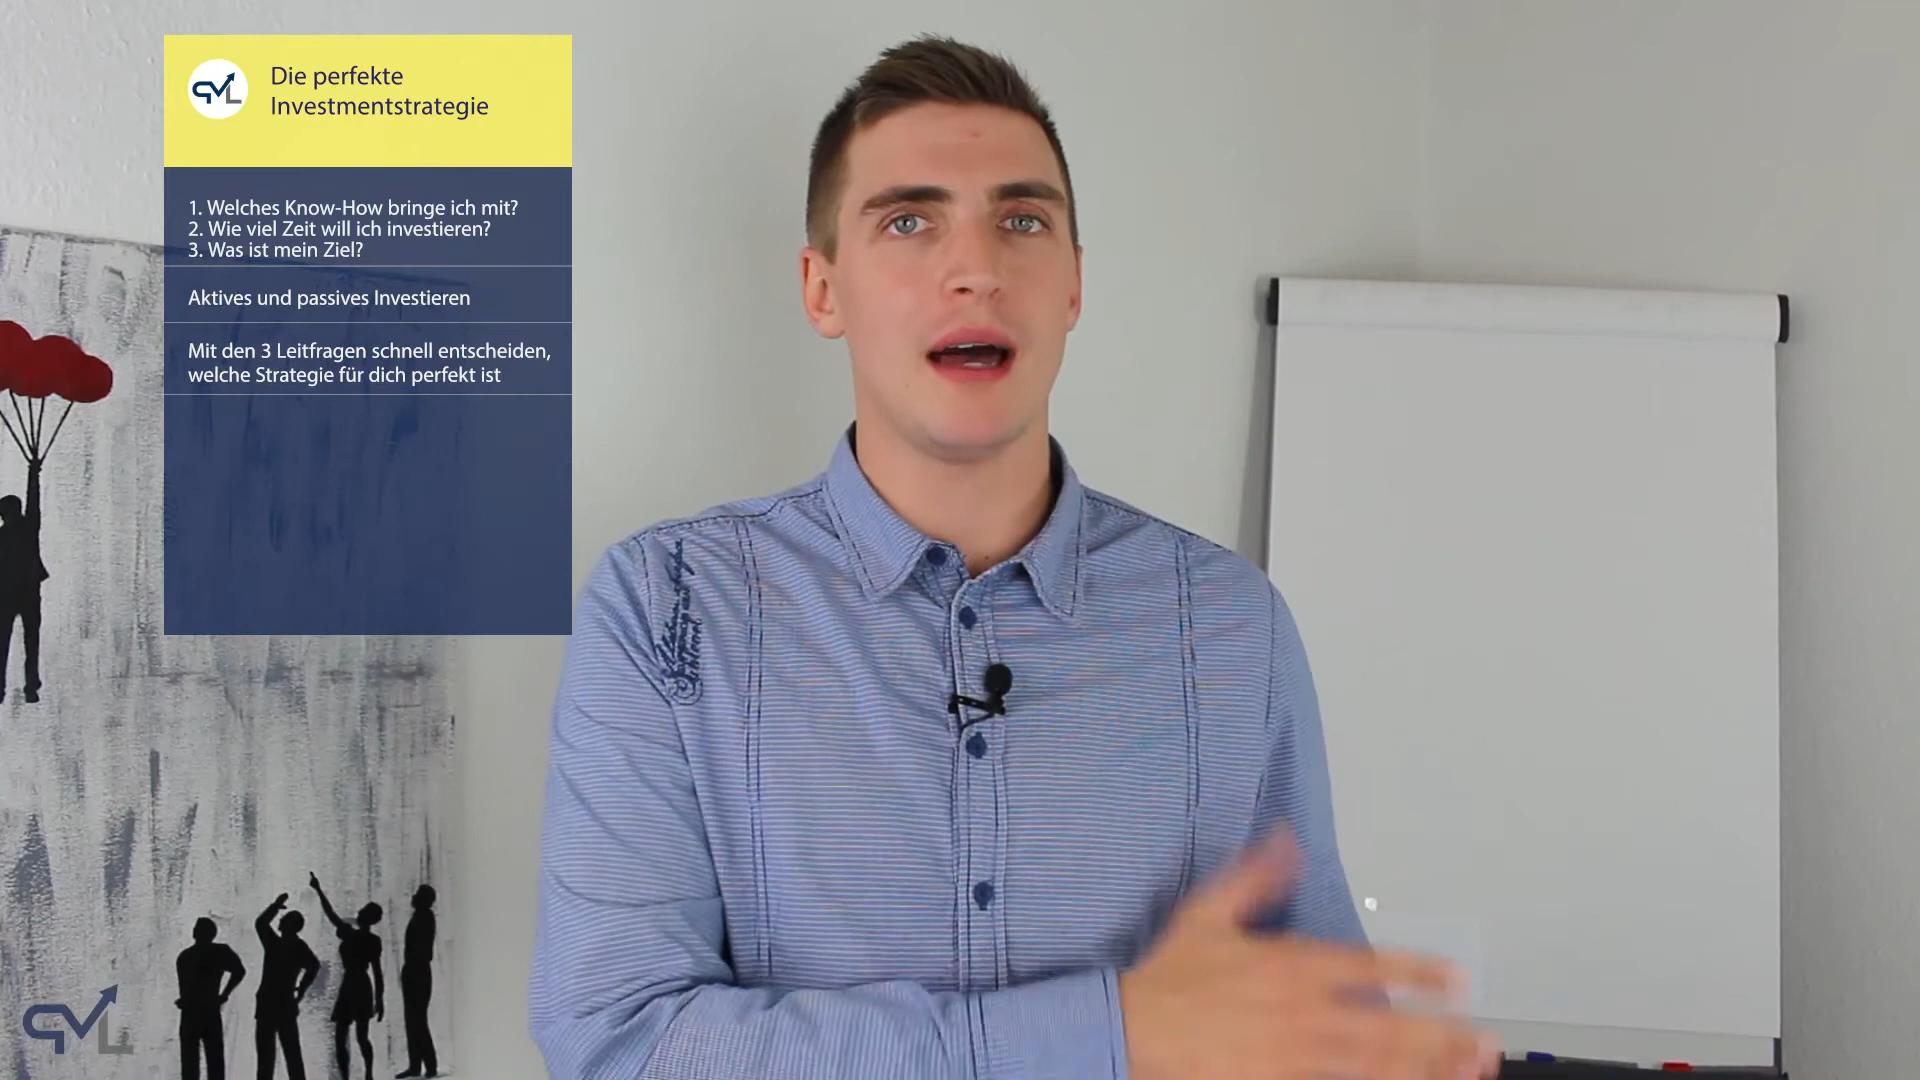 PVL
Die perfekte
Investmentstrategie
1. Welches Know-How bringe ich mit?
2. Wie viel Zeit will ich investieren?
3. Was ist mein Ziel?
Aktives und passives Investieren
Mit den 3 Leitfragen schnell entscheiden,
welche Strategie für dich perfekt ist
PVL